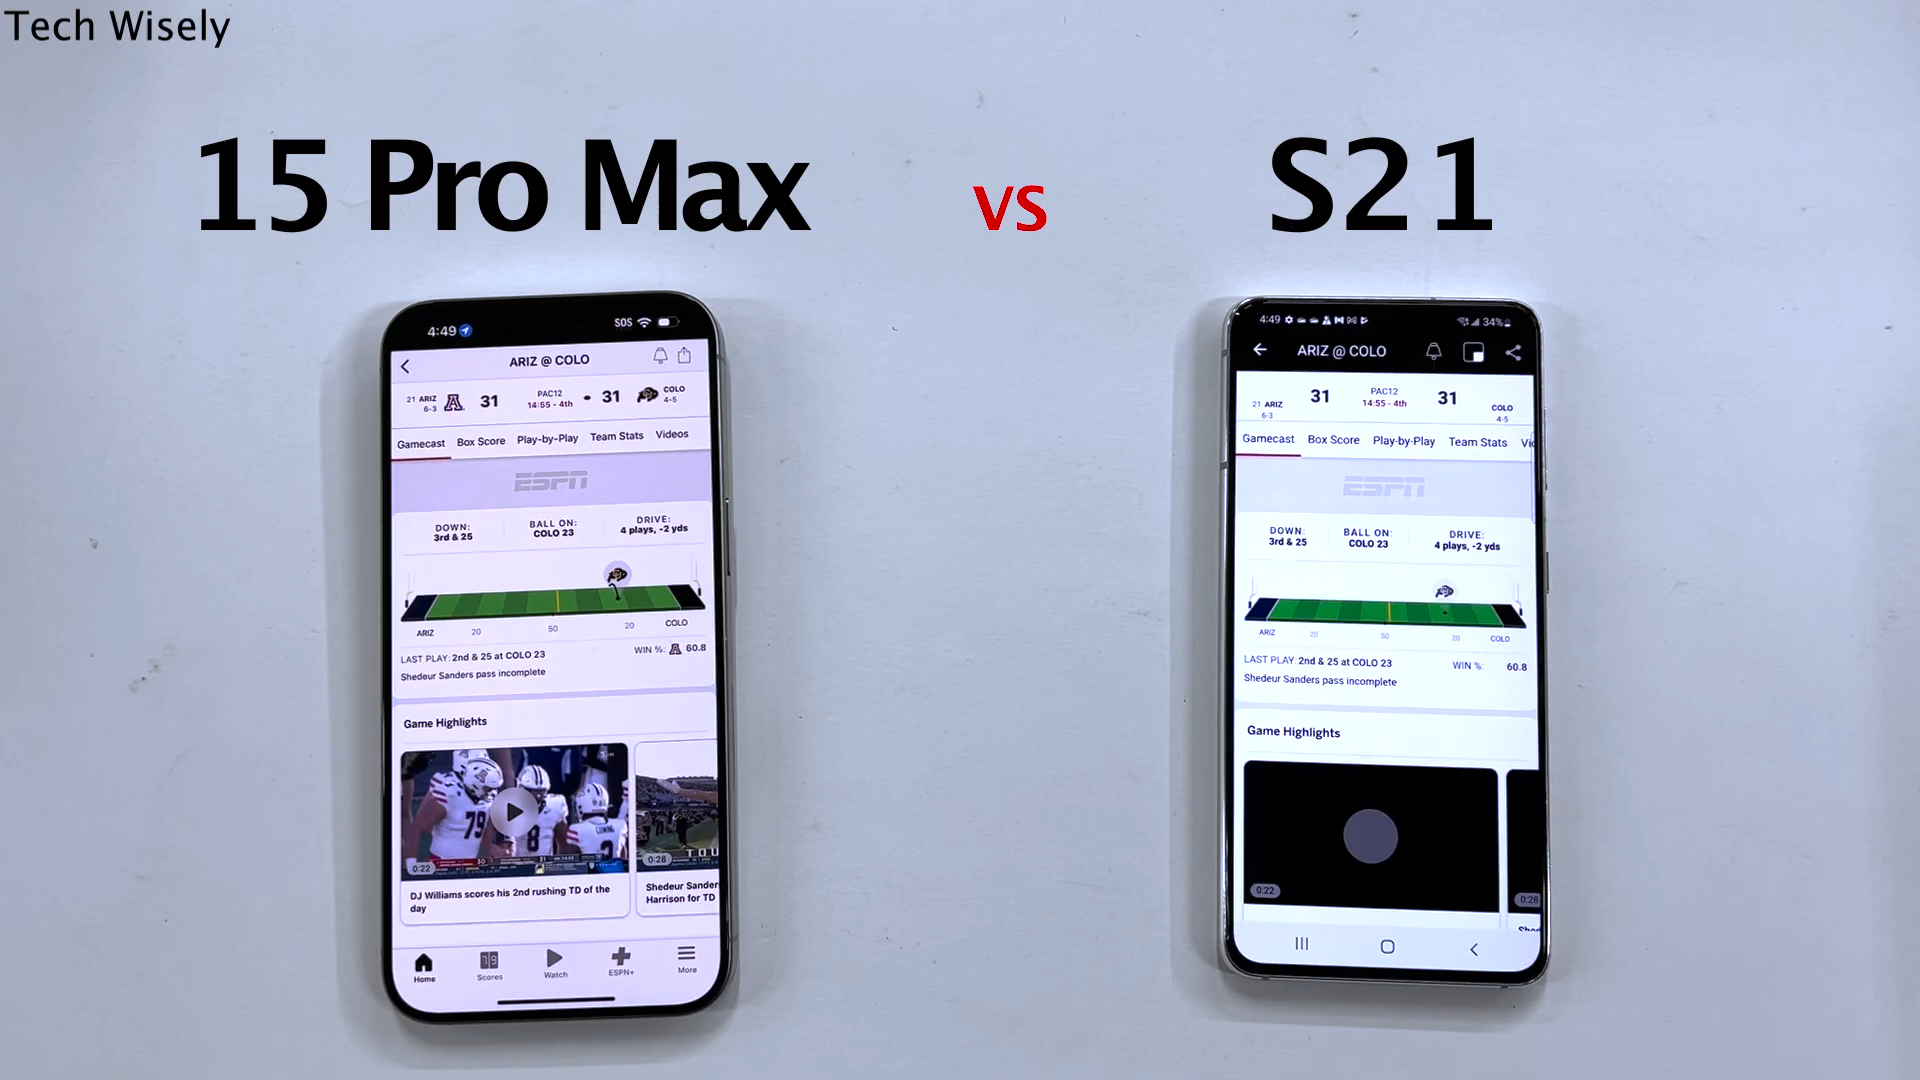 Tech Wisely
15 Pro Max
vs
S21
4:49
SOS
ARIZ @ COLO
21 ARIZ
6-3
31
PAC12
14:55 - 4th
31
COLO
4-5
Gamecast Box Score Play-by-Play Team Stats Videos
ESPN
DOWN:
3rd & 25
BALL ON:
COLO 23
DRIVE:
4 plays, -2 yds
ARIZ 20 50 20 COLO
LAST PLAY: 2nd & 25 at COLO 23
WIN %: 60.8
Shedeur Sanders pass incomplete
Game Highlights
79
8
0:22
0:28
DJ Williams scores his 2nd rushing TD of the
day
Shedeur Sander
Harrison for TD
Home Scores Watch ESPN+ More
4:49
34%
ARIZ @ COLO
21 ARIZ
6-3
31
PAC12
14:55 - 4th
31
COLO
4-5
Gamecast Box Score Play-by-Play Team Stats Vi
ESPN
DOWN:
3rd & 25
BALL ON:
COLO 23
DRIVE:
4 plays, -2 yds
ARIZ 20 50 20 COLO
LAST PLAY: 2nd & 25 at COLO 23
WIN %: 60.8
Shedeur Sanders pass incomplete
Game Highlights
0:22
0:28